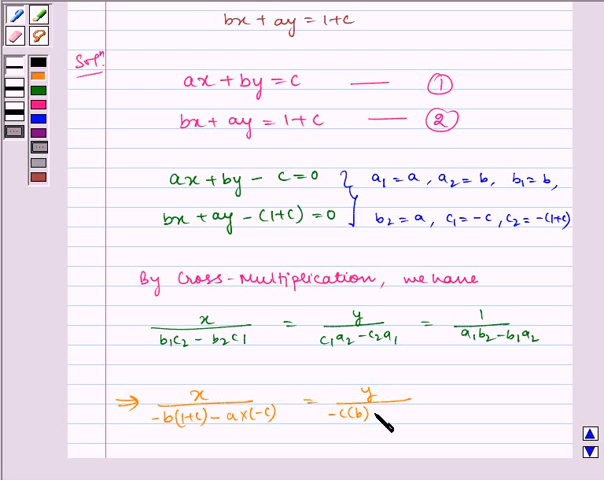 bx + ay = 1+c
Solⁿ.
ax + by = c —— ①
bx + ay = 1+c —— ②
ax + by - c = 0 } a₁ = a, a₂ = b, b₁ = b,
bx + ay - (1+c) = 0 } b₂ = a, c₁ = -c, c₂ = -(1+c)
By Cross-Multiplication, we have
x/(b₁c₂ - b₂c₁) = y/(c₁a₂ - c₂a₁) = 1/(a₁b₂ - b₁a₂)
⇒ x/(-b(1+c) - a×(-c)) = y/(-c(b)